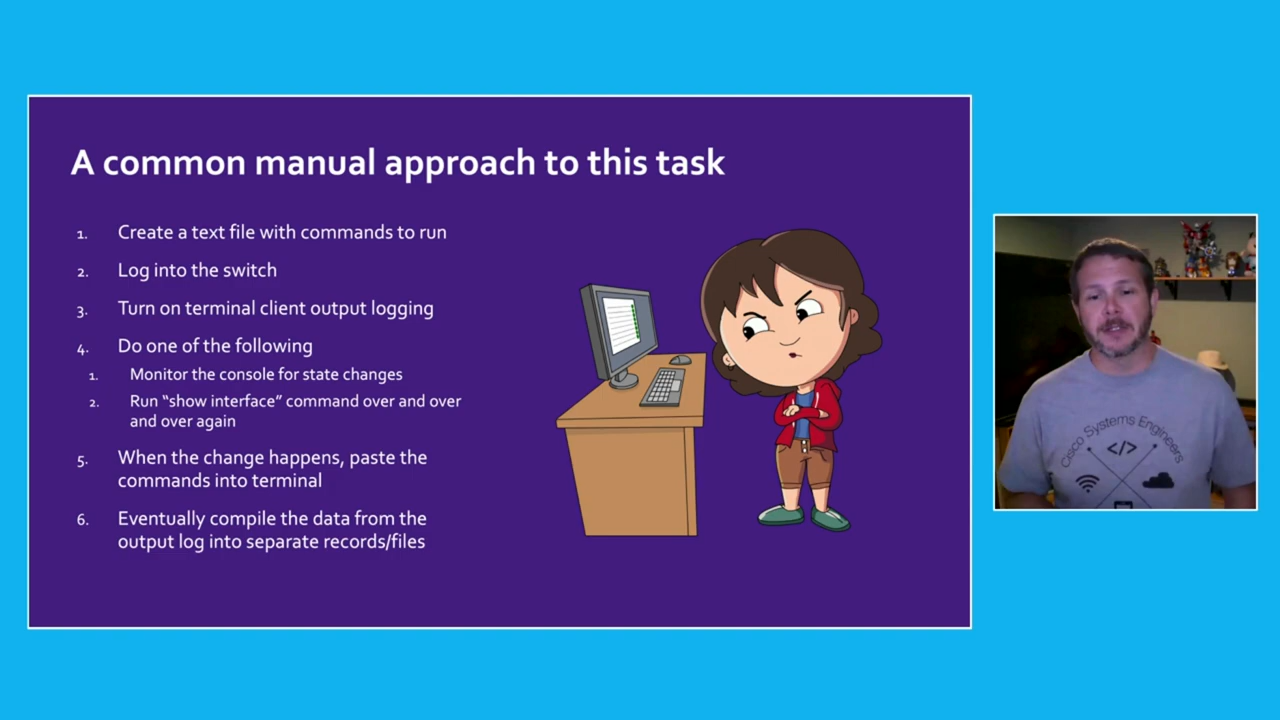 A common manual approach to this task
1. Create a text file with commands to run
2. Log into the switch
3. Turn on terminal client output logging
4. Do one of the following
1. Monitor the console for state changes
2. Run “show interface” command over and over
and over again
5. When the change happens, paste the
commands into terminal
6. Eventually compile the data from the
output log into separate records/files
Cisco Systems Engineers
</>